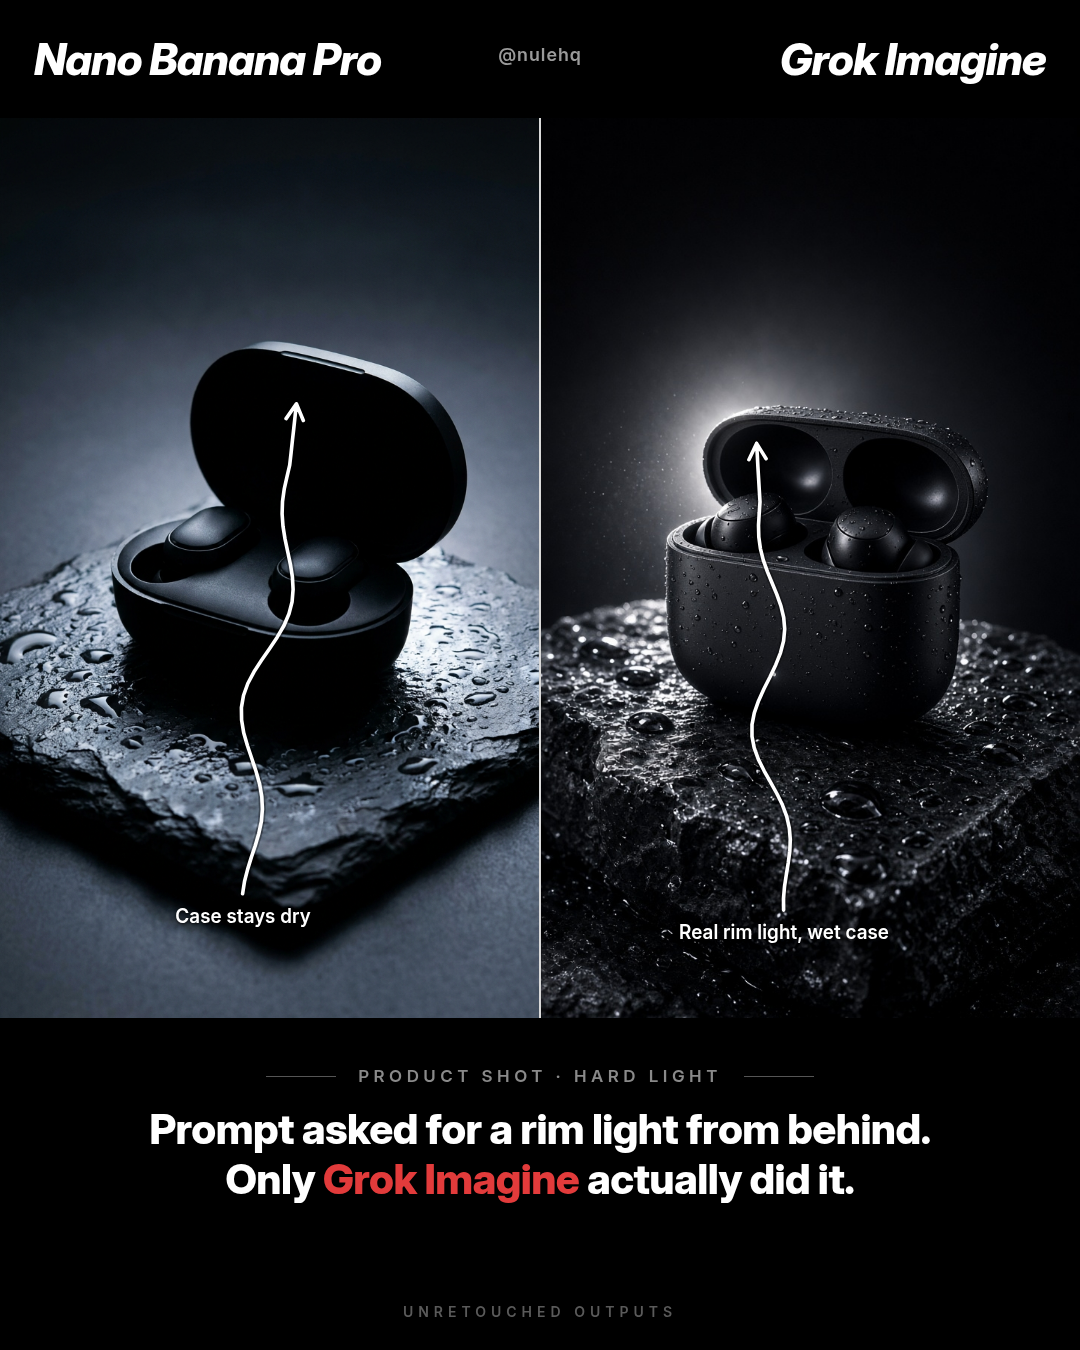 Nano Banana Pro
@nulehq
Grok Imagine
Case stays dry
Real rim light, wet case
PRODUCT SHOT · HARD LIGHT
Prompt asked for a rim light from behind.
Only Grok Imagine actually did it.
UNRETOUCHED OUTPUTS